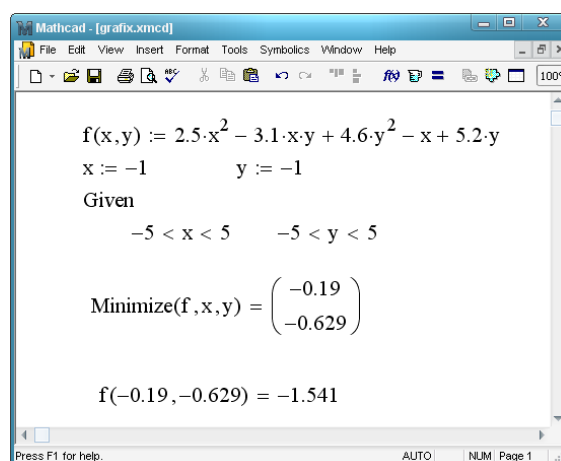 Mathcad - [grafix.xmcd]
File Edit View Insert Format Tools Symbolics Window Help
ABC f(x) = 100%
f(x,y) := 2.5·x² − 3.1·x·y + 4.6·y² − x + 5.2·y
x := −1 y := −1
Given
−5 < x < 5 −5 < y < 5
Minimize(f,x,y) = (−0.19
−0.629)
f(−0.19,−0.629) = −1.541
Press F1 for help. AUTO NUM Page 1